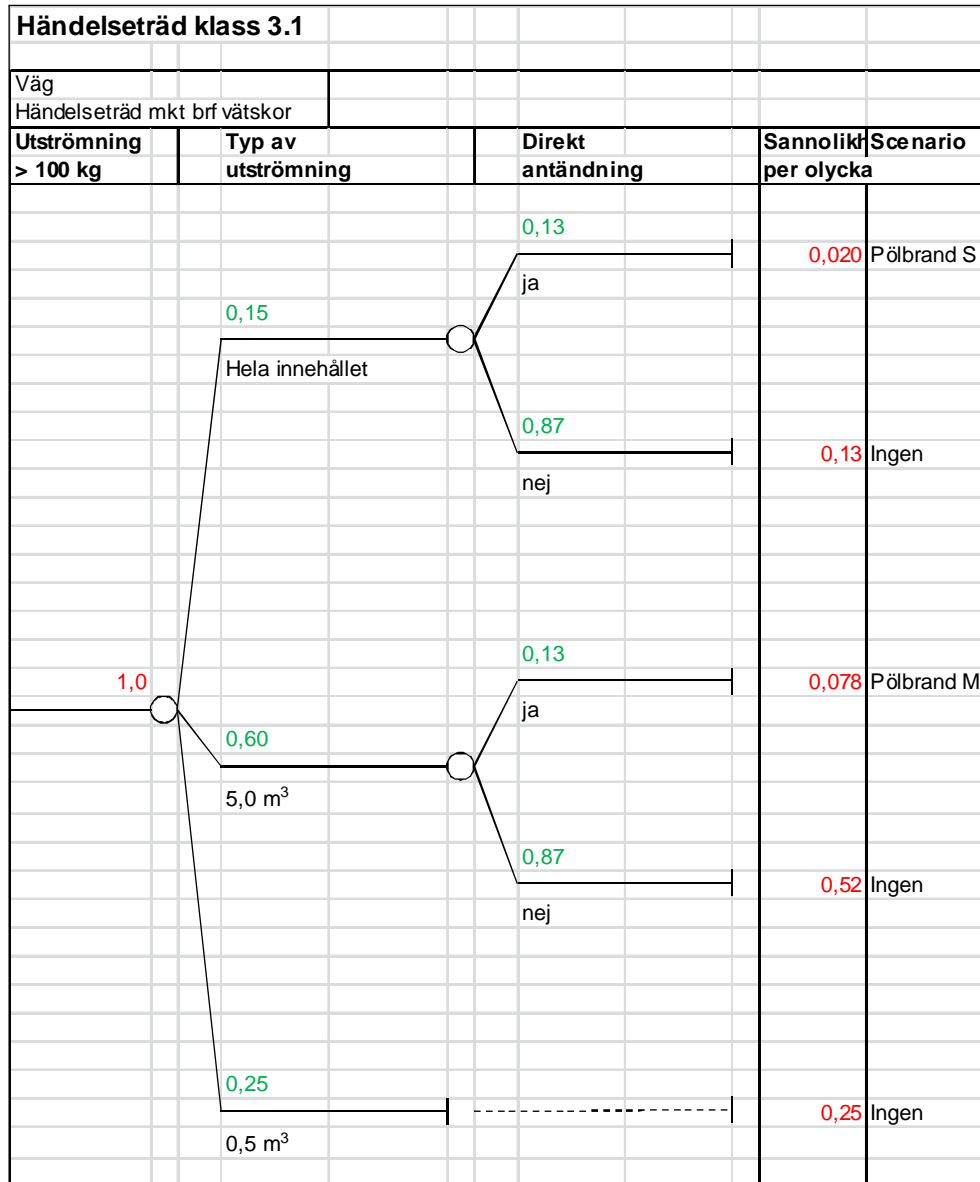 Händelseträd klass 3.1
Väg
Händelseträd mkt brf vätskor
Utströmning Typ av Direkt Sannolikh Scenario
> 100 kg utströmning antändning per olycka
0,13
0,020 Pölbrand S
ja
0,15
Hela innehållet
0,87
0,13 Ingen
nej
0,13
1,0 0,078 Pölbrand M
ja
0,60
5,0 m³
0,87
0,52 Ingen
nej
0,25
0,25 Ingen
0,5 m³